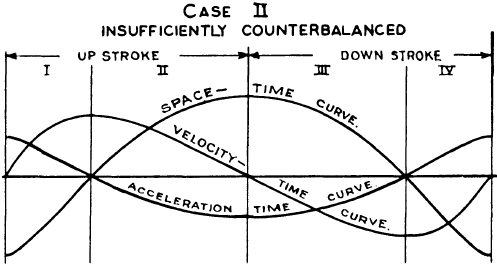 CASE II
INSUFFICIENTLY COUNTERBALANCED
UP STROKE
DOWN STROKE
I
II
III
IV
SPACE – TIME CURVE.
VELOCITY – TIME CURVE.
ACCELERATION TIME CURVE